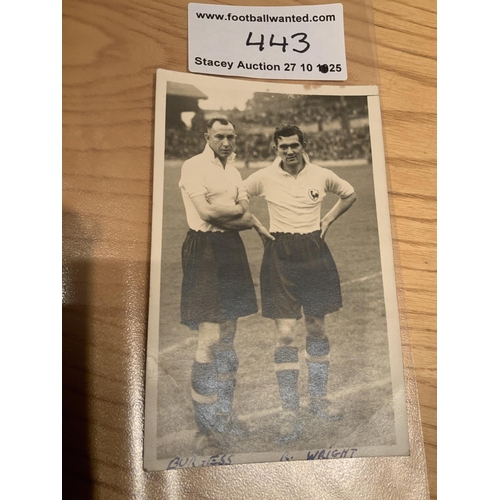 www.footballwanted.com
443
Stacey Auction 27 10 2025
BURGESS WRIGHT